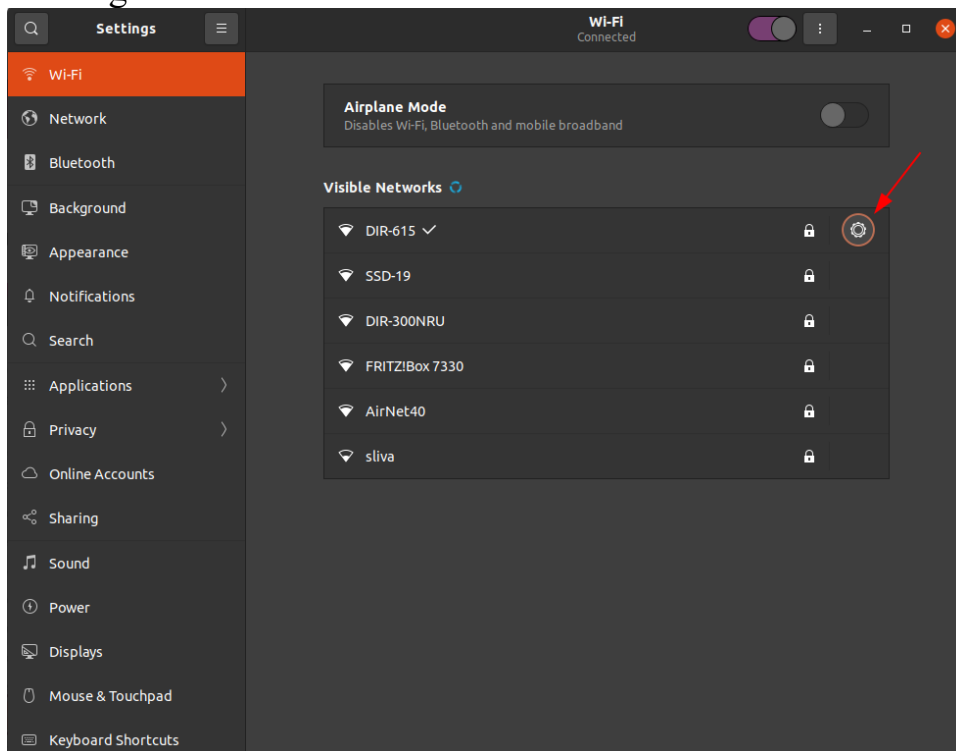 Settings
Wi-Fi
Connected
Wi-Fi
Network
Bluetooth
Background
Appearance
Notifications
Search
Applications
Privacy
Online Accounts
Sharing
Sound
Power
Displays
Mouse & Touchpad
Keyboard Shortcuts
Airplane Mode
Disables Wi-Fi, Bluetooth and mobile broadband
Visible Networks
DIR-615
SSD-19
DIR-300NRU
FRITZ!Box 7330
AirNet40
sliva